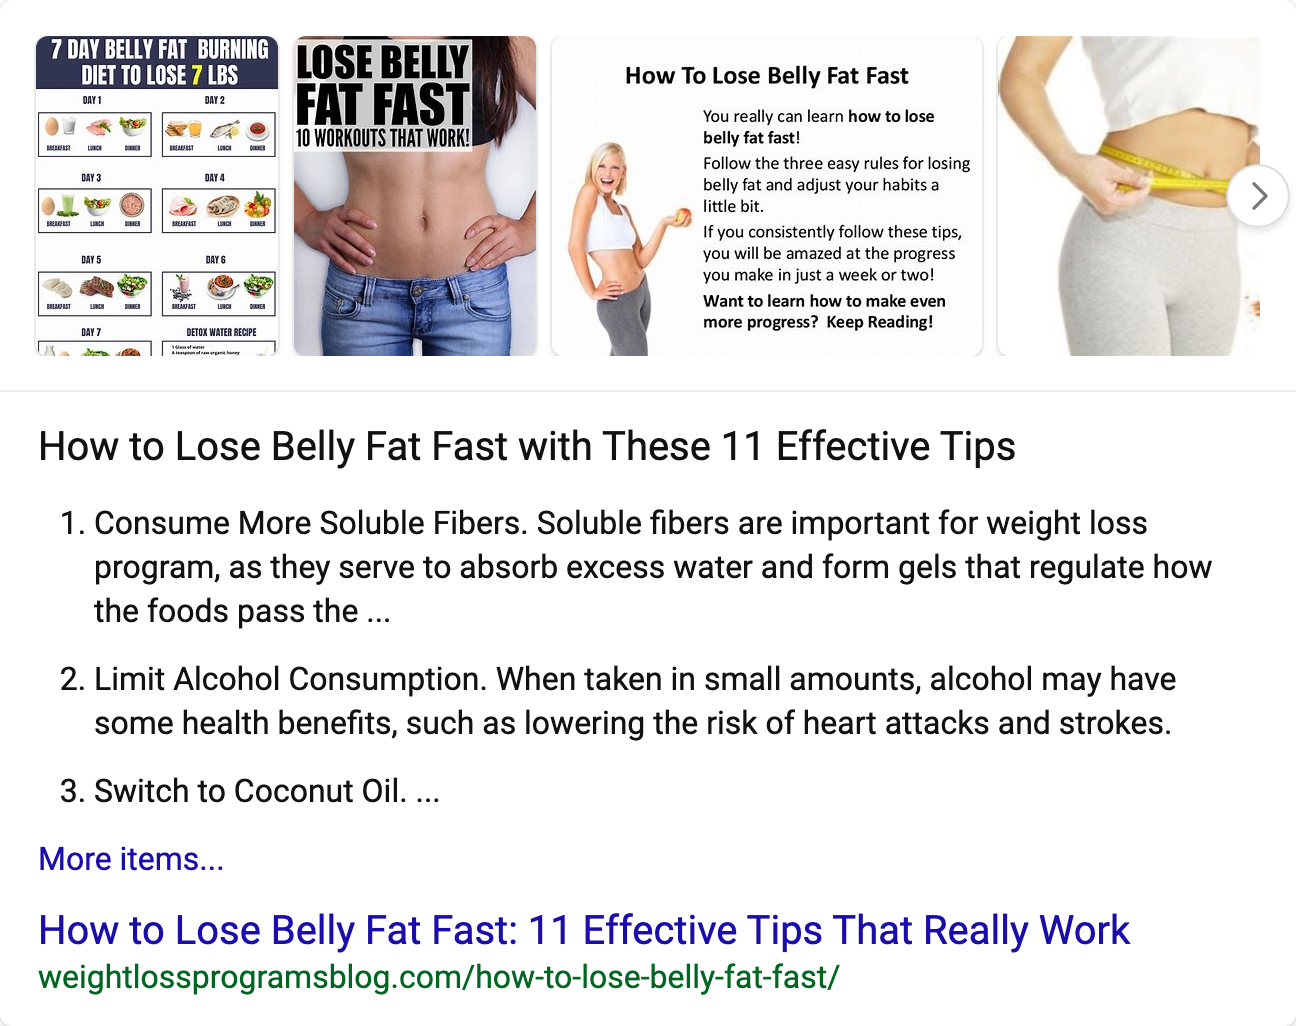 7 DAY BELLY FAT BURNING
DIET TO LOSE 7 LBS
DAY 1
DAY 2
BREAKFAST LUNCH DINNER
BREAKFAST LUNCH DINNER
DAY 3
DAY 4
BREAKFAST LUNCH DINNER
BREAKFAST LUNCH DINNER
DAY 5
DAY 6
BREAKFAST LUNCH DINNER
BREAKFAST LUNCH DINNER
DAY 7
DETOX WATER RECIPE
1 Glass of water
A teaspoon of raw organic honey
LOSE BELLY
FAT FAST
10 WORKOUTS THAT WORK!
How To Lose Belly Fat Fast
You really can learn how to lose
belly fat fast!
Follow the three easy rules for losing
belly fat and adjust your habits a
little bit.
If you consistently follow these tips,
you will be amazed at the progress
you make in just a week or two!
Want to learn how to make even
more progress? Keep Reading!
How to Lose Belly Fat Fast with These 11 Effective Tips
1. Consume More Soluble Fibers. Soluble fibers are important for weight loss
program, as they serve to absorb excess water and form gels that regulate how
the foods pass the ...
2. Limit Alcohol Consumption. When taken in small amounts, alcohol may have
some health benefits, such as lowering the risk of heart attacks and strokes.
3. Switch to Coconut Oil. ...
More items...
How to Lose Belly Fat Fast: 11 Effective Tips That Really Work
weightlossprogramsblog.com/how-to-lose-belly-fat-fast/